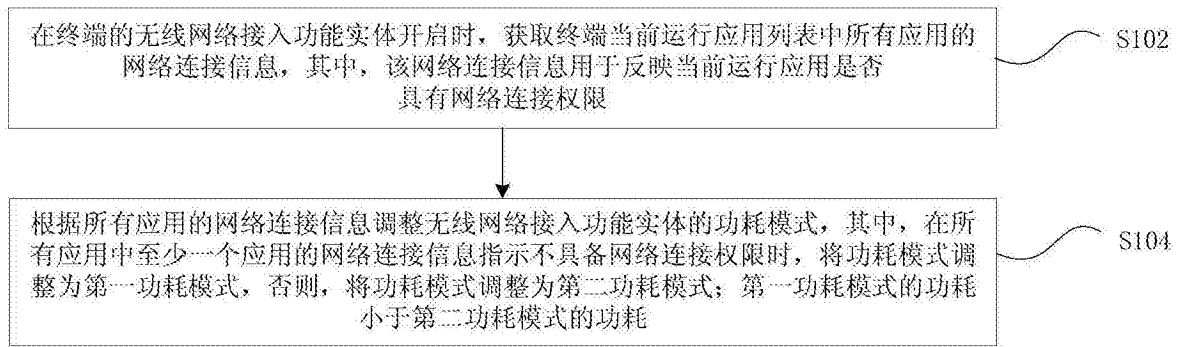 在终端的无线网络接入功能实体开启时，获取终端当前运行应用列表中所有应用的
网络连接信息，其中，该网络连接信息用于反映当前运行应用是否
具有网络连接权限
S102
根据所有应用的网络连接信息调整无线网络接入功能实体的功耗模式，其中，在所
有应用中至少一个应用的网络连接信息指示不具备网络连接权限时，将功耗模式调
整为第一功耗模式，否则，将功耗模式调整为第二功耗模式；第一功耗模式的功耗
小于第二功耗模式的功耗
S104